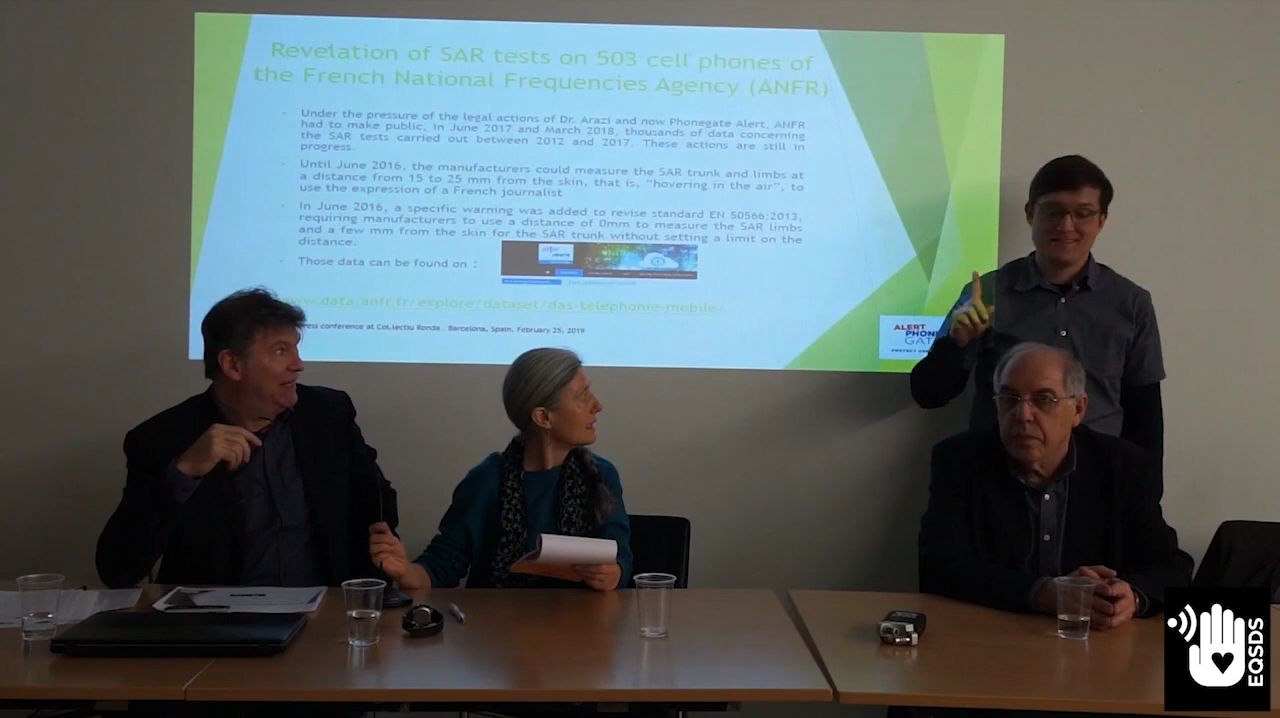 Revelation of SAR tests on 503 cell phones of
the French National Frequencies Agency (ANFR)
Under the pressure of the legal actions of Dr. Arazi and now Phonegate Alert, ANFR
had to make public, in June 2017 and March 2018, thousands of data concerning
the SAR tests carried out between 2012 and 2017. These actions are still in
progress.
Until June 2016, the manufacturers could measure the SAR trunk and limbs at
a distance from 15 to 25 mm from the skin, that is, “hovering in the air”, to
use the expression of a French journalist
In June 2016, a specific warning was added to revise standard EN 50566:2013,
requiring manufacturers to use a distance of 0mm to measure the SAR limbs
and a few mm from the skin for the SAR trunk without setting a limit on the
distance.
Those data can be found on :
ANFR
www.data.anfr.fr/explore/dataset/das-telephonie-mobile/
ress conference at Col.lectiu Ronda . Barcelona, Spain, February 25, 2019
ALERT
PHONE
GAT
PROTECT
EQSDS